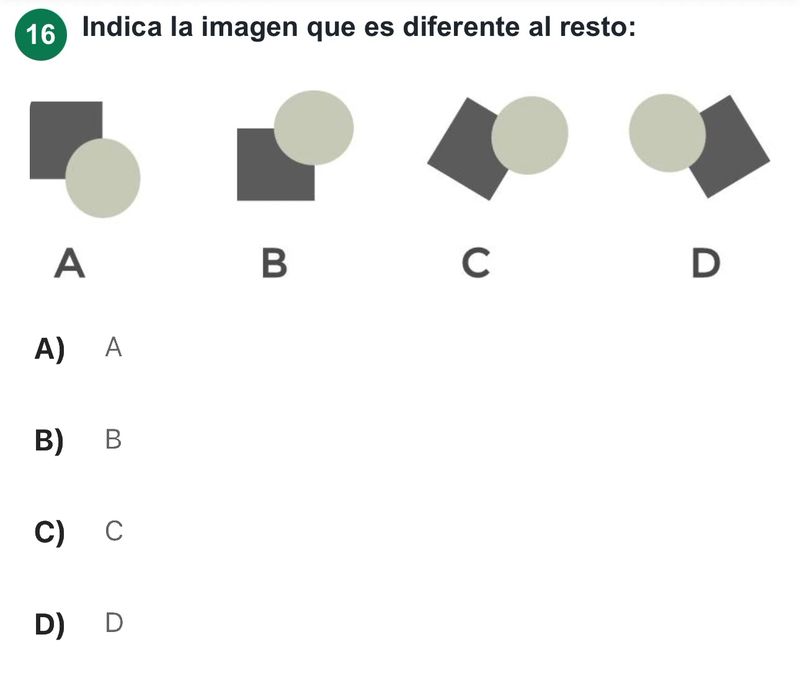 16 Indica la imagen que es diferente al resto:
A B C D
A) A
B) B
C) C
D) D